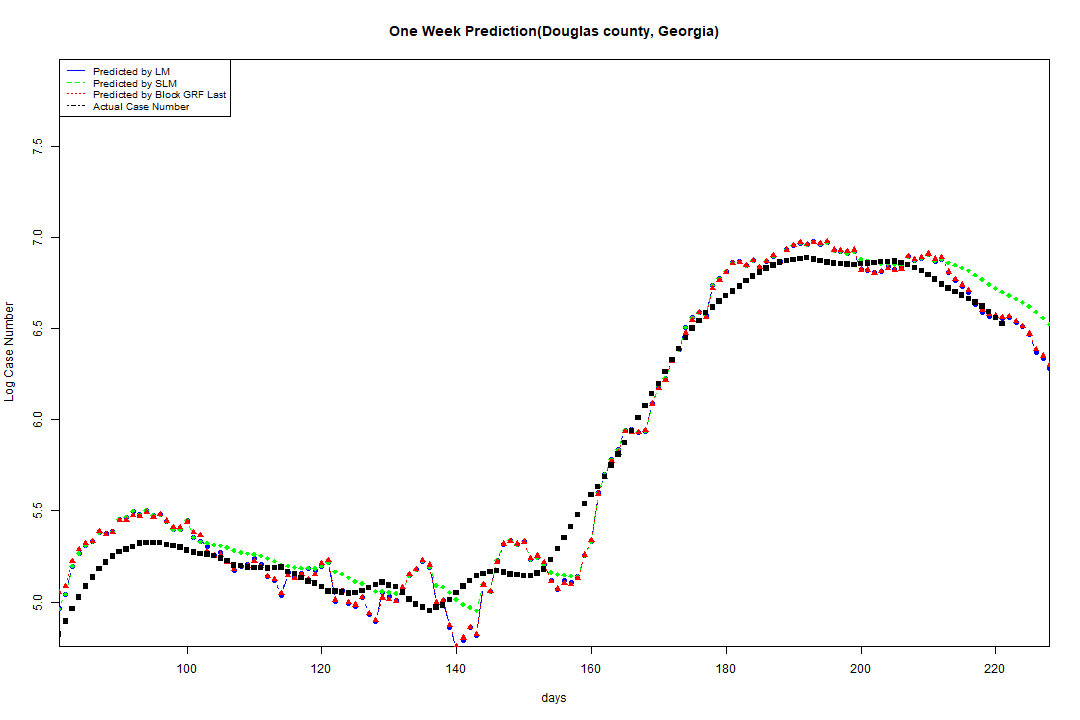 One Week Prediction(Douglas county, Georgia)
Predicted by LM
Predicted by SLM
Predicted by Block GRF Last
Actual Case Number
7.5
7.0
6.5
6.0
5.5
5.0
Log Case Number
100 120 140 160 180 200 220
days